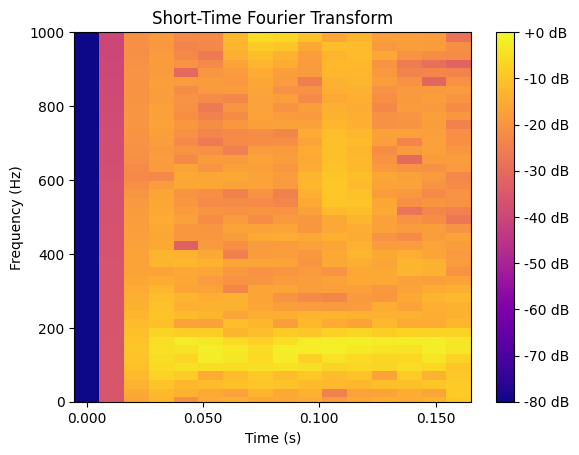 Short-Time Fourier Transform
1000
800
600
400
200
0
Frequency (Hz)
0.000
0.050
0.100
0.150
Time (s)
+0 dB
-10 dB
-20 dB
-30 dB
-40 dB
-50 dB
-60 dB
-70 dB
-80 dB